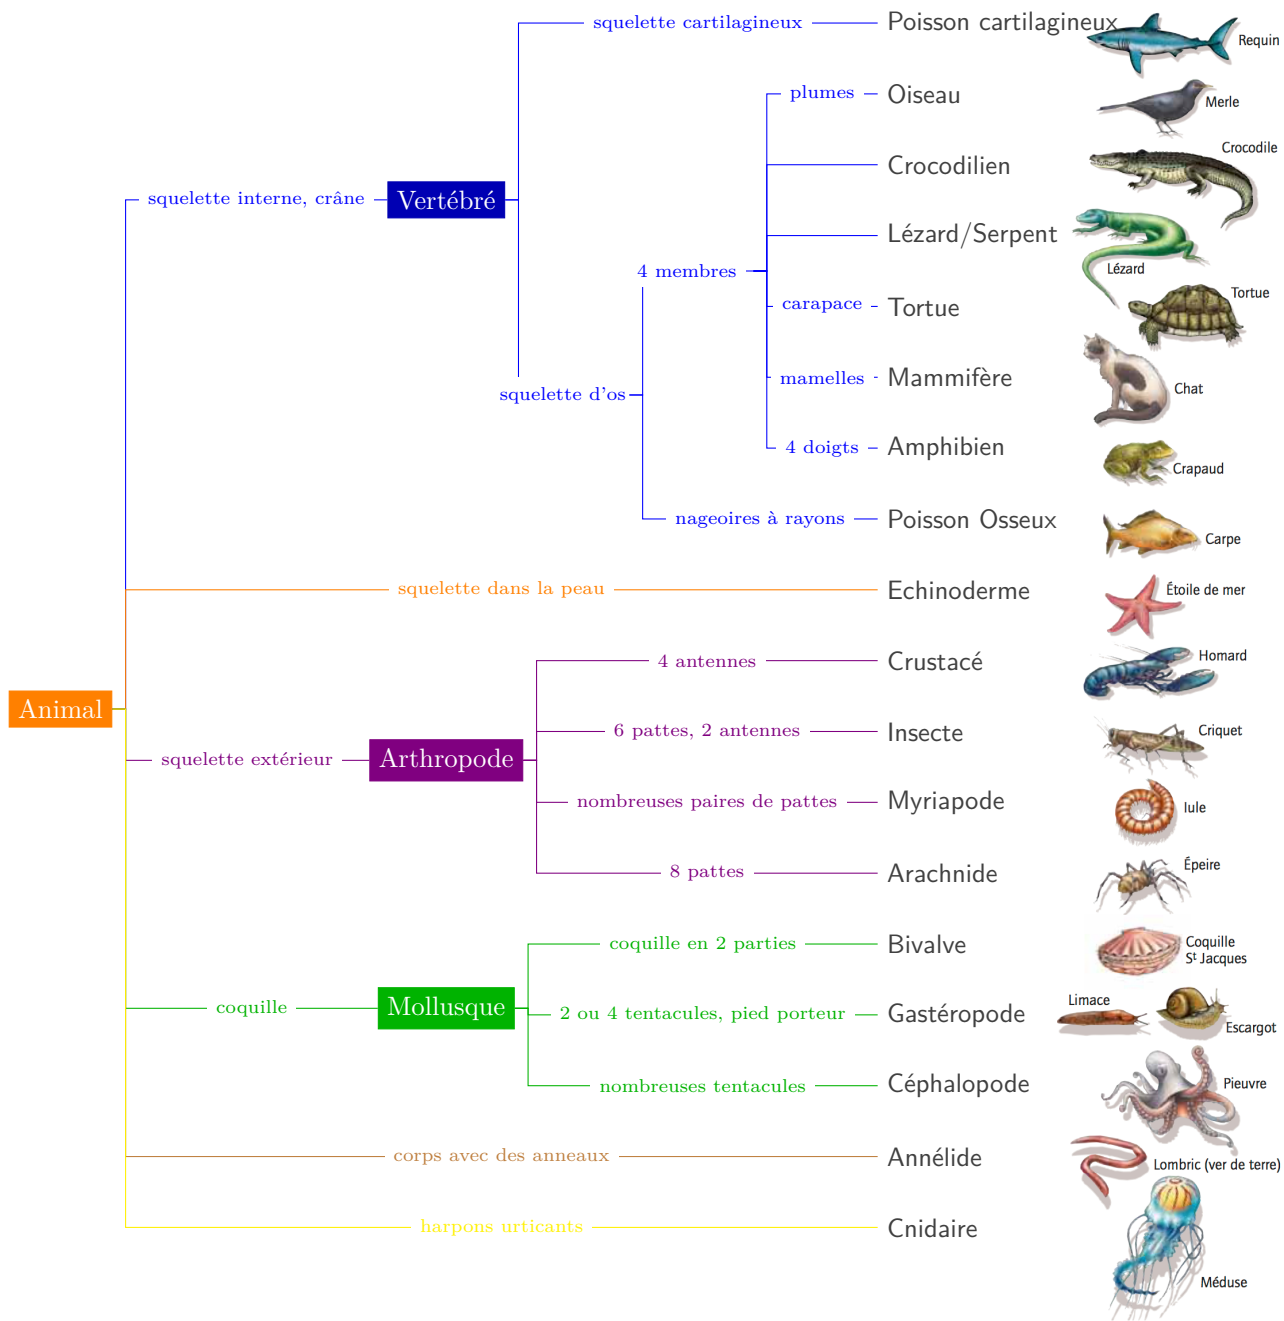 squelette cartilagineux
Poisson cartilagineux
Requin
plumes
Oiseau
Merle
Crocodilien
Crocodile
squelette interne, crâne
Vertébré
Lézard/Serpent
Lézard
4 membres
carapace
Tortue
Tortue
mamelles
Mammifère
Chat
squelette d'os
4 doigts
Amphibien
Crapaud
nageoires à rayons
Poisson Osseux
Carpe
squelette dans la peau
Echinoderme
Étoile de mer
4 antennes
Crustacé
Homard
Animal
6 pattes, 2 antennes
Insecte
Criquet
squelette extérieur
Arthropode
nombreuses paires de pattes
Myriapode
Iule
8 pattes
Arachnide
Épeire
coquille en 2 parties
Bivalve
Coquille
St Jacques
coquille
Mollusque
2 ou 4 tentacules, pied porteur
Gastéropode
Limace
Escargot
nombreuses tentacules
Céphalopode
Pieuvre
corps avec des anneaux
Annélide
Lombric (ver de terre)
harpons urticants
Cnidaire
Méduse